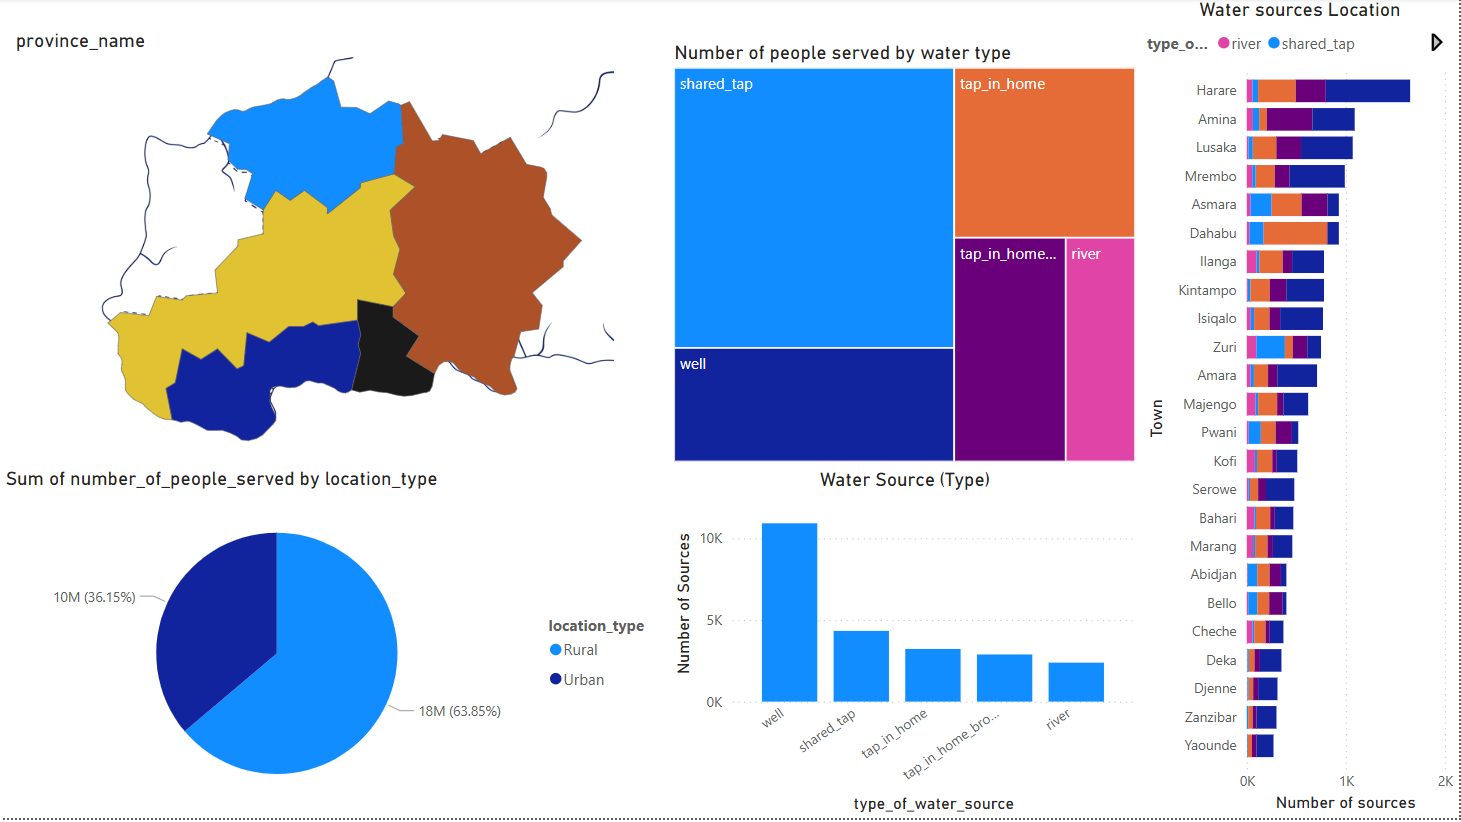 province_name
Number of people served by water type
shared_tap
tap_in_home
tap_in_home...
river
well
Sum of number_of_people_served by location_type
10M (36.15%)
18M (63.85%)
location_type
Rural
Urban
Water Source (Type)
Number of Sources
10K
5K
0K
well
shared_tap
tap_in_home
tap_in_home_bro...
river
type_of_water_source
Water sources Location
type_o...
river
shared_tap
Town
Harare
Amina
Lusaka
Mrembo
Asmara
Dahabu
Ilanga
Kintampo
Isiqalo
Zuri
Amara
Majengo
Pwani
Kofi
Serowe
Bahari
Marang
Abidjan
Bello
Cheche
Deka
Djenne
Zanzibar
Yaounde
0K
1K
2K
Number of sources